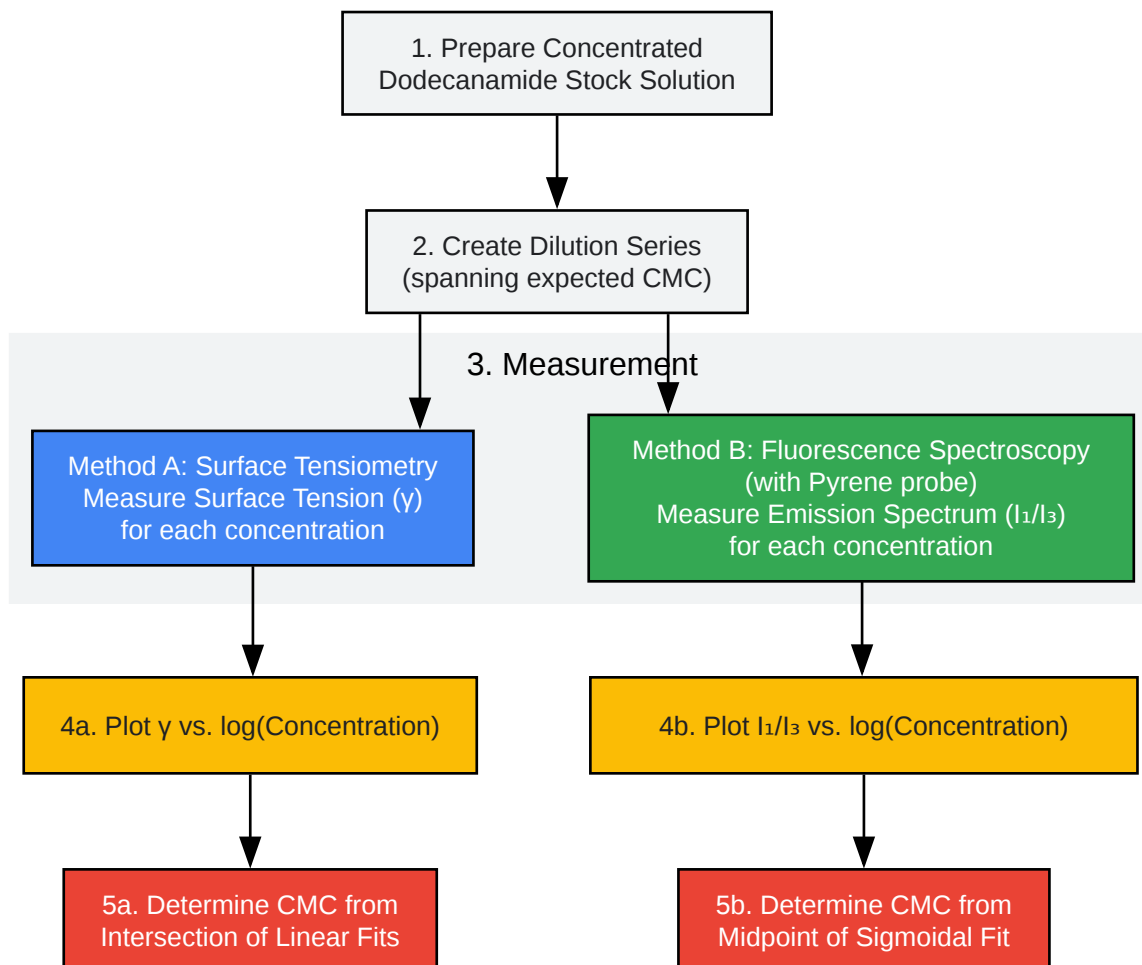 1. Prepare Concentrated
Dodecanamide Stock Solution
2. Create Dilution Series
(spanning expected CMC)
3. Measurement
Method A: Surface Tensiometry
Measure Surface Tension (γ)
for each concentration
Method B: Fluorescence Spectroscopy
(with Pyrene probe)
Measure Emission Spectrum (I₁/I₃)
for each concentration
4a. Plot γ vs. log(Concentration)
4b. Plot I₁/I₃ vs. log(Concentration)
5a. Determine CMC from
Intersection of Linear Fits
5b. Determine CMC from
Midpoint of Sigmoidal Fit